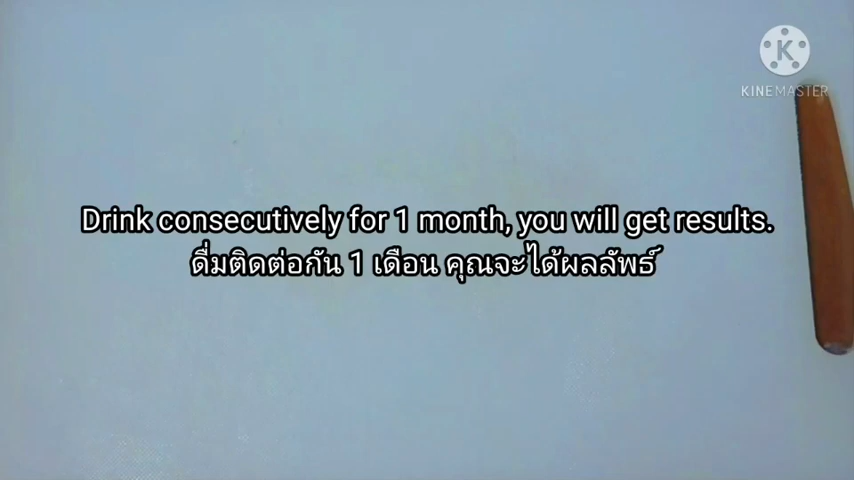 KINEMASTER
Drink consecutively for 1 month, you will get results.
ดื่มติดต่อกัน 1 เดือน คุณจะได้ผลลัพธ์